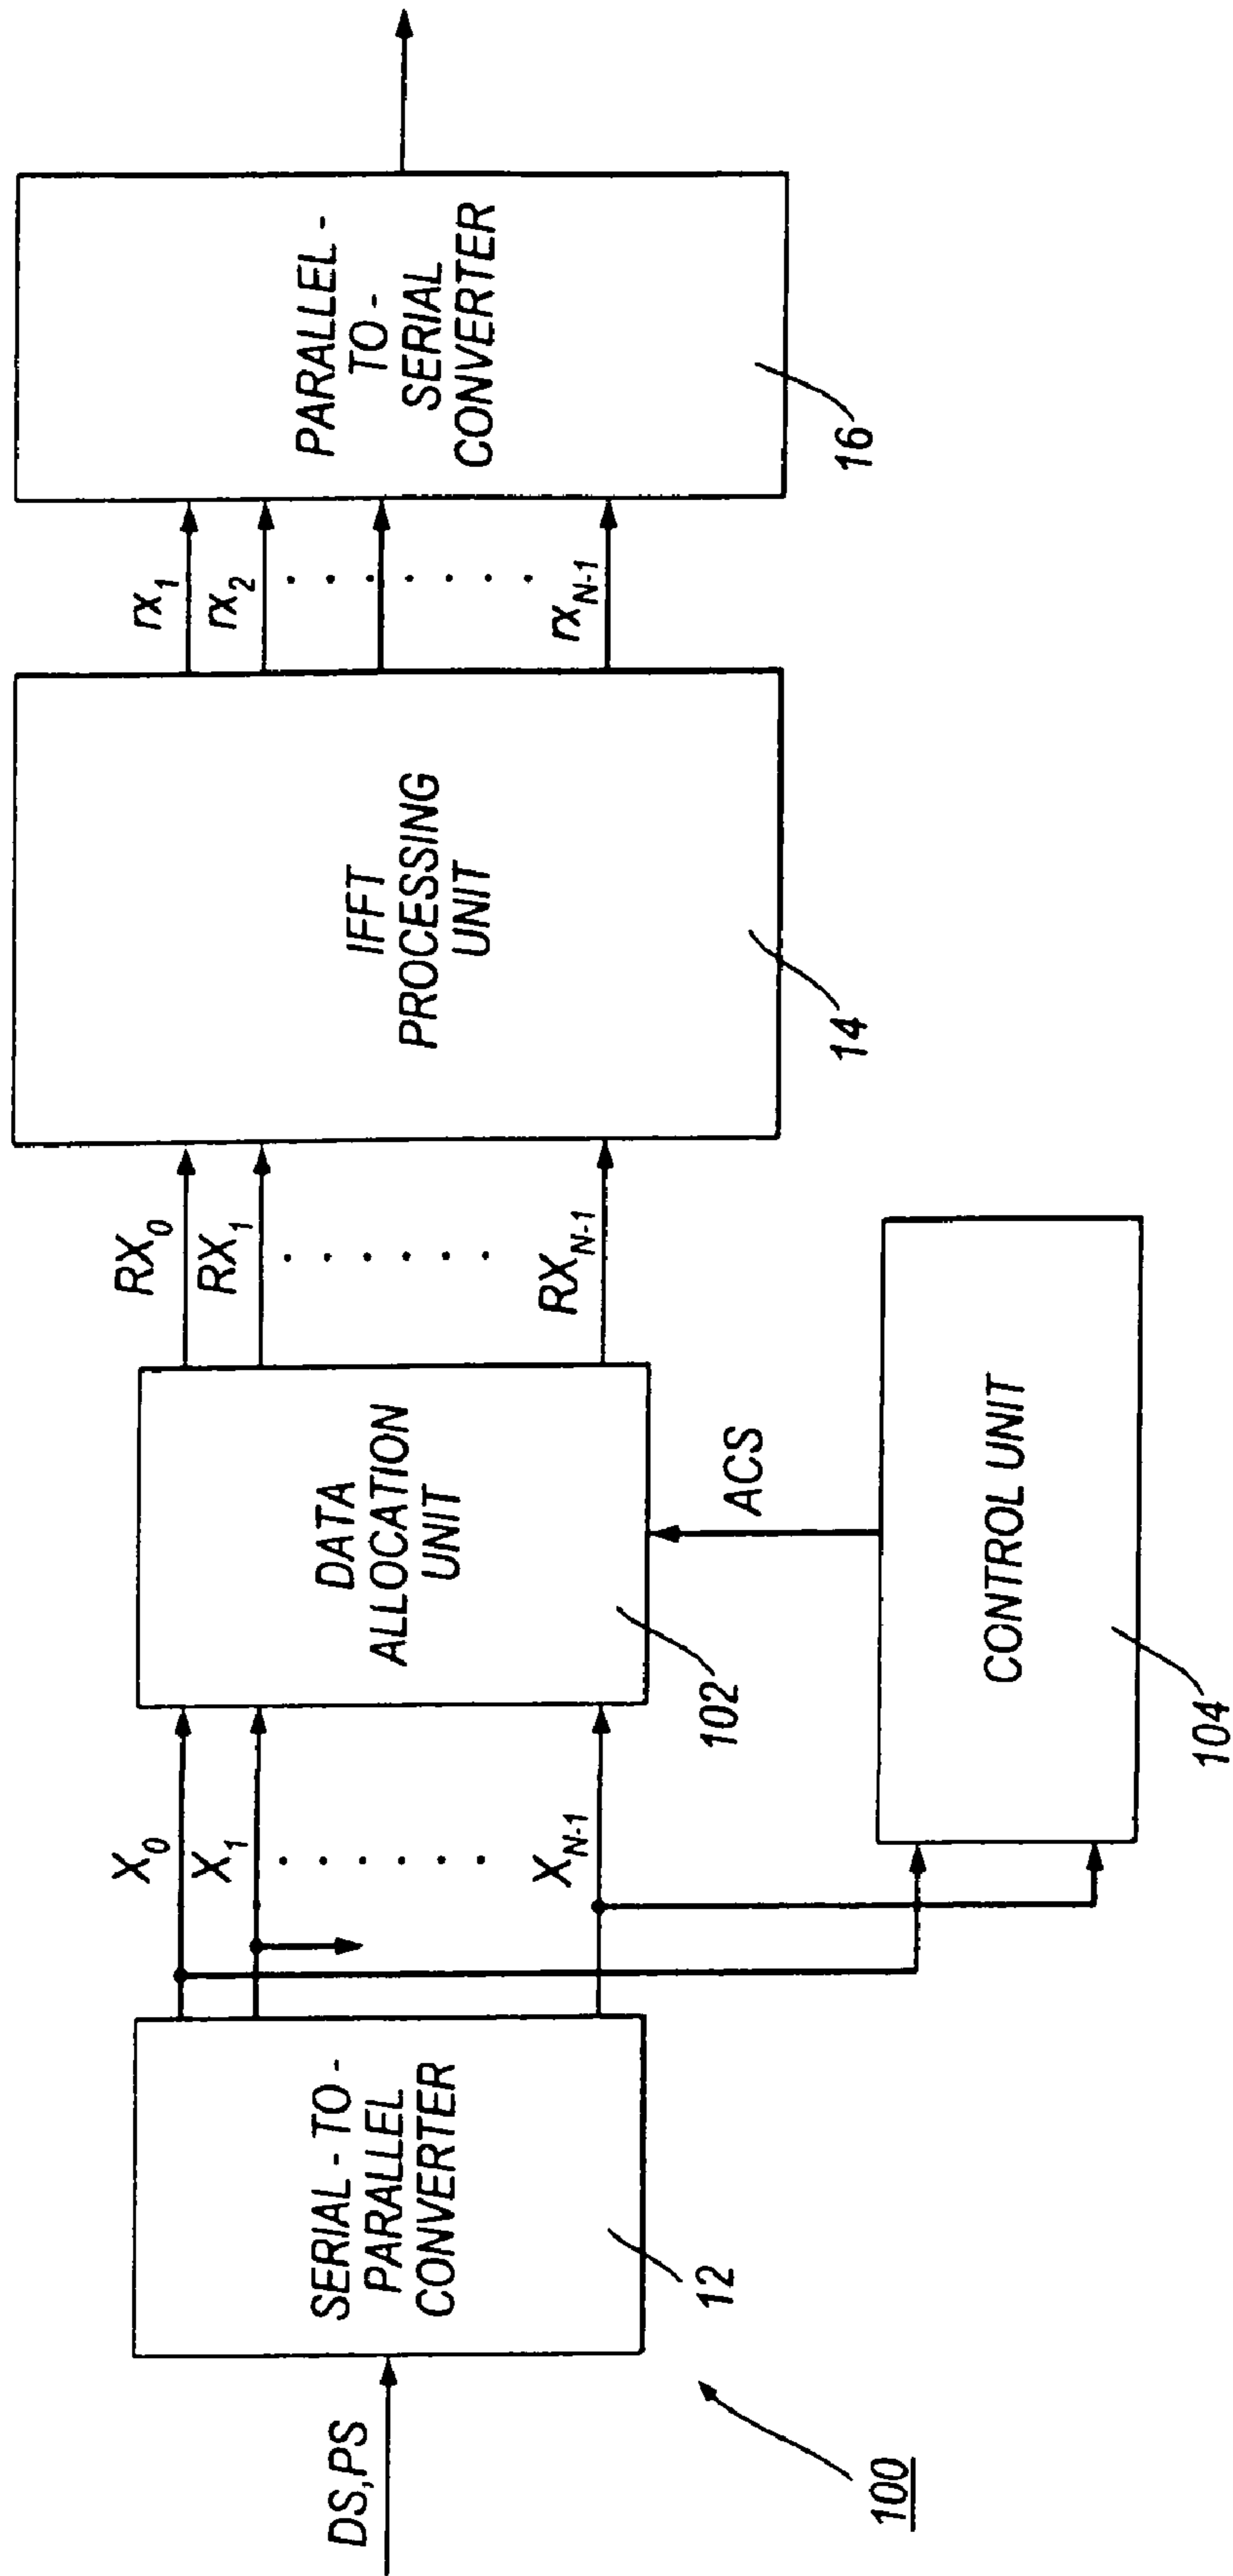 DS,PS
SERIAL - TO -
PARALLEL
CONVERTER
12
100
X0
X1
. . . . . .
XN-1
DATA
ALLOCATION
UNIT
102
ACS
CONTROL UNIT
104
RX0
RX1
. . . . . .
RXN-1
IFFT
PROCESSING
UNIT
14
rx1
rx2
. . . . . . .
rxN-1
PARALLEL -
TO -
SERIAL
CONVERTER
16